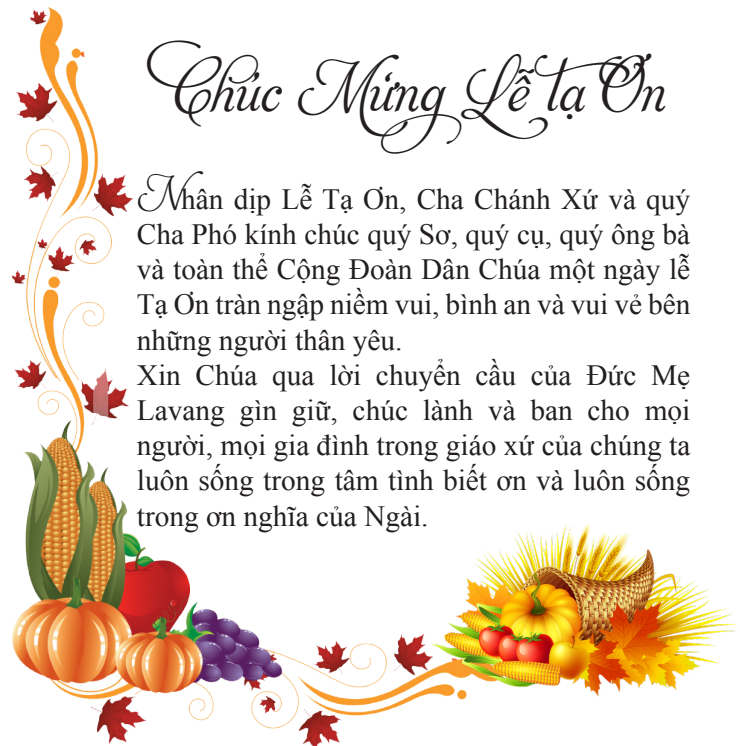 Chúc Mừng Lễ tạ Ơn
Nhân dịp Lễ Tạ Ơn, Cha Chánh Xứ và quý
Cha Phó kính chúc quý Sơ, quý cụ, quý ông bà
và toàn thể Cộng Đoàn Dân Chúa một ngày lễ
Tạ Ơn tràn ngập niềm vui, bình an và vui vẻ bên
những người thân yêu.
Xin Chúa qua lời chuyển cầu của Đức Mẹ
Lavang gìn giữ, chúc lành và ban cho mọi
người, mọi gia đình trong giáo xứ của chúng ta
luôn sống trong tâm tình biết ơn và luôn sống
trong ơn nghĩa của Ngài.